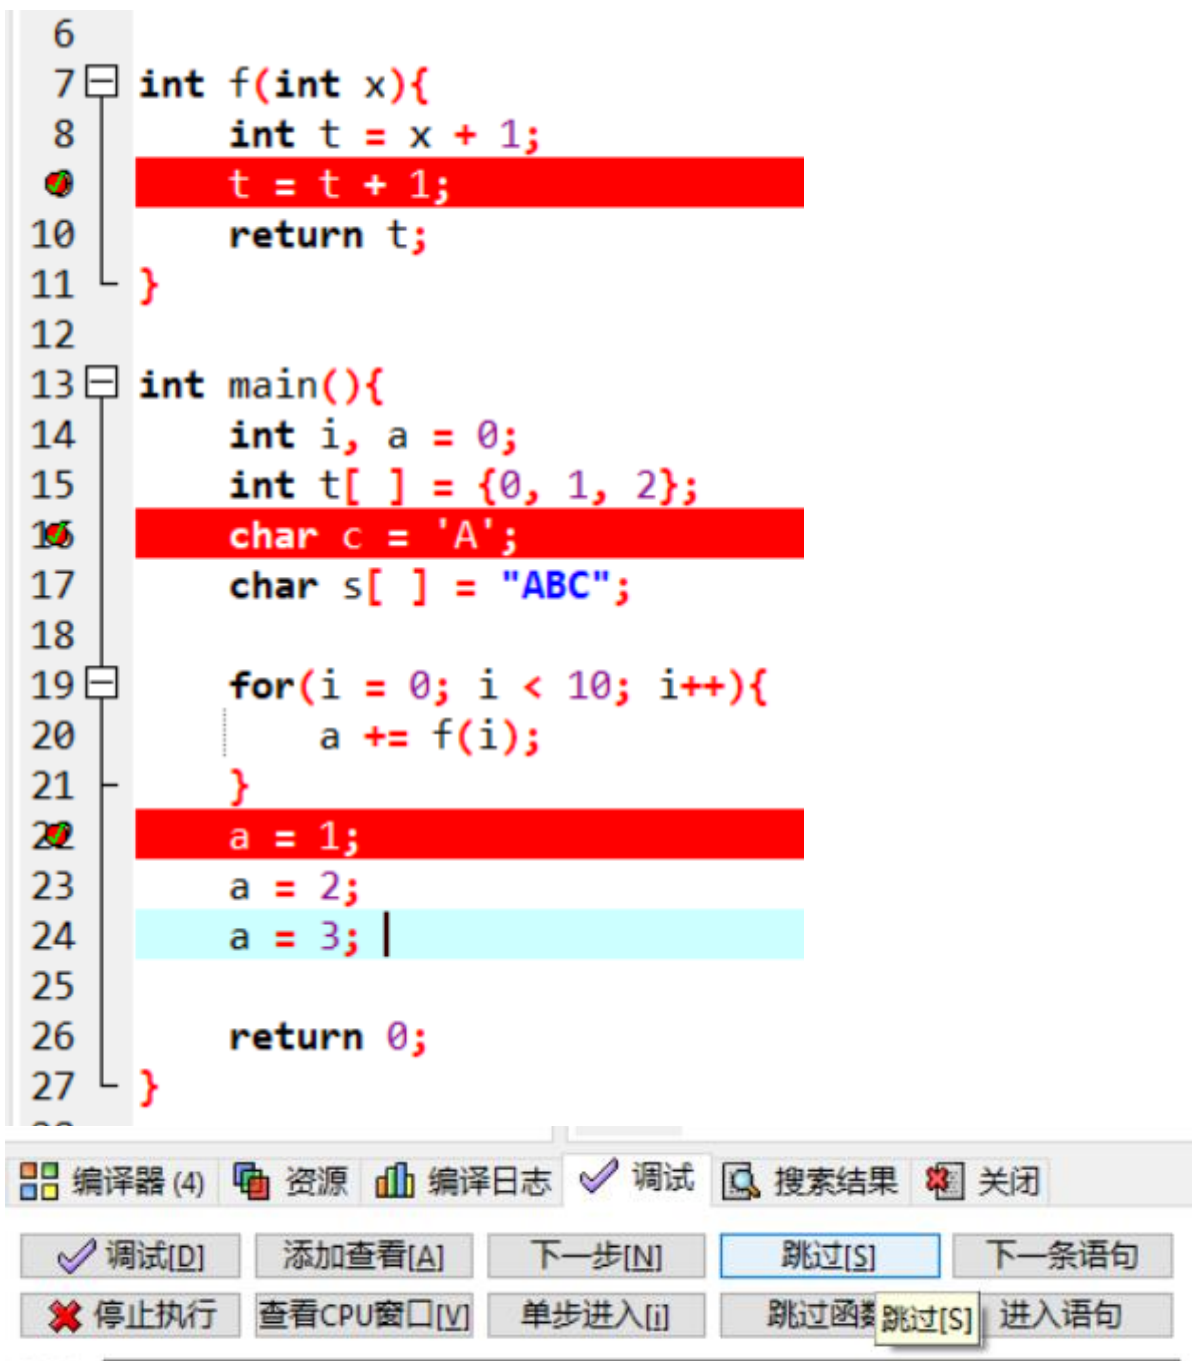 6
7 int f(int x){
8 int t = x + 1;
t = t + 1;
10 return t;
11 }
12
13 int main(){
14 int i, a = 0;
15 int t[ ] = {0, 1, 2};
16 char c = 'A';
17 char s[ ] = "ABC";
18
19 for(i = 0; i < 10; i++){
20 a += f(i);
21 }
22 a = 1;
23 a = 2;
24 a = 3;
25
26 return 0;
27 }
编译器 (4) 资源 编译日志 调试 搜索结果 关闭
调试[D] 添加查看[A] 下一步[N] 跳过[S] 下一条语句
停止执行 查看CPU窗口[V] 单步进入[i] 跳过函 跳过[S] 进入语句